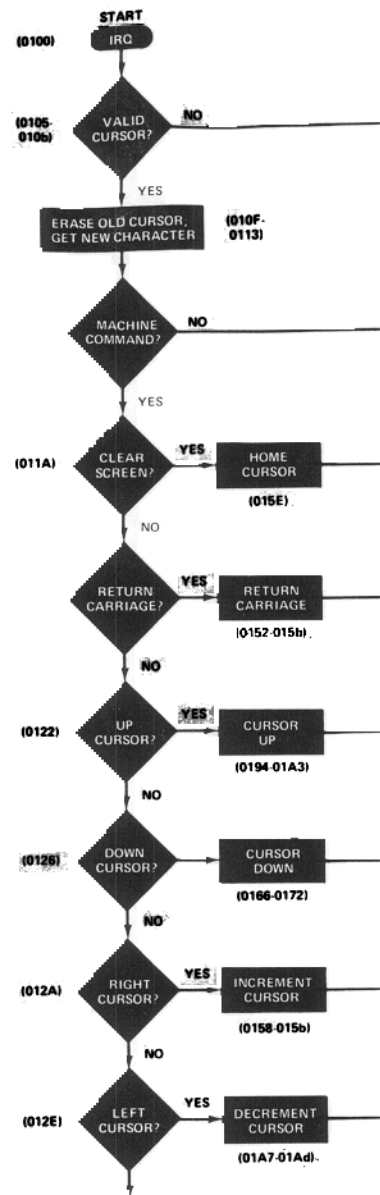 START
(0100) IRQ
(0105-
010b)
VALID
CURSOR?
NO
YES
ERASE OLD CURSOR,
GET NEW CHARACTER
(010F-
0113)
MACHINE
COMMAND?
NO
YES
(011A)
CLEAR
SCREEN?
YES
HOME
CURSOR
(015E)
NO
RETURN
CARRIAGE?
YES
RETURN
CARRIAGE
(0152-015b)
NO
(0122)
UP
CURSOR?
YES
CURSOR
UP
(0194-01A3)
NO
(0126)
DOWN
CURSOR?
CURSOR
DOWN
(0166-0172)
NO
(012A)
RIGHT
CURSOR?
YES
INCREMENT
CURSOR
(0158-015b)
NO
(012E)
LEFT
CURSOR?
YES
DECREMENT
CURSOR
(01A7-01Ad)